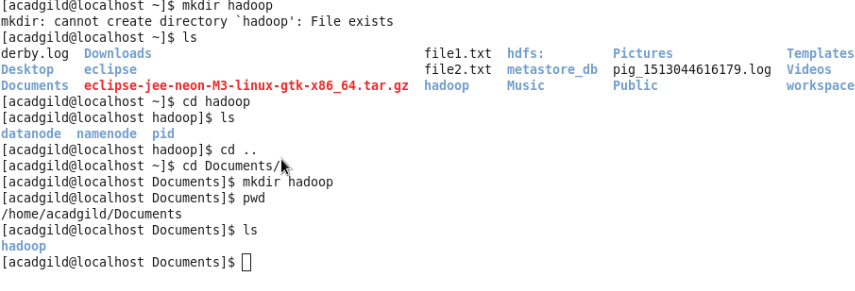 [acadgild@localhost ~]$ mkdir hadoop
mkdir: cannot create directory `hadoop': File exists
[acadgild@localhost ~]$ ls
derby.log  Downloads                                    file1.txt  hdfs:         Pictures               Templates
Desktop    eclipse                                      file2.txt  metastore_db  pig_1513044616179.log  Videos
Documents  eclipse-jee-neon-M3-linux-gtk-x86_64.tar.gz  hadoop     Music         Public                 workspace
[acadgild@localhost ~]$ cd hadoop
[acadgild@localhost hadoop]$ ls
datanode  namenode  pid
[acadgild@localhost hadoop]$ cd ..
[acadgild@localhost ~]$ cd Documents/
[acadgild@localhost Documents]$ mkdir hadoop
[acadgild@localhost Documents]$ pwd
/home/acadgild/Documents
[acadgild@localhost Documents]$ ls
hadoop
[acadgild@localhost Documents]$